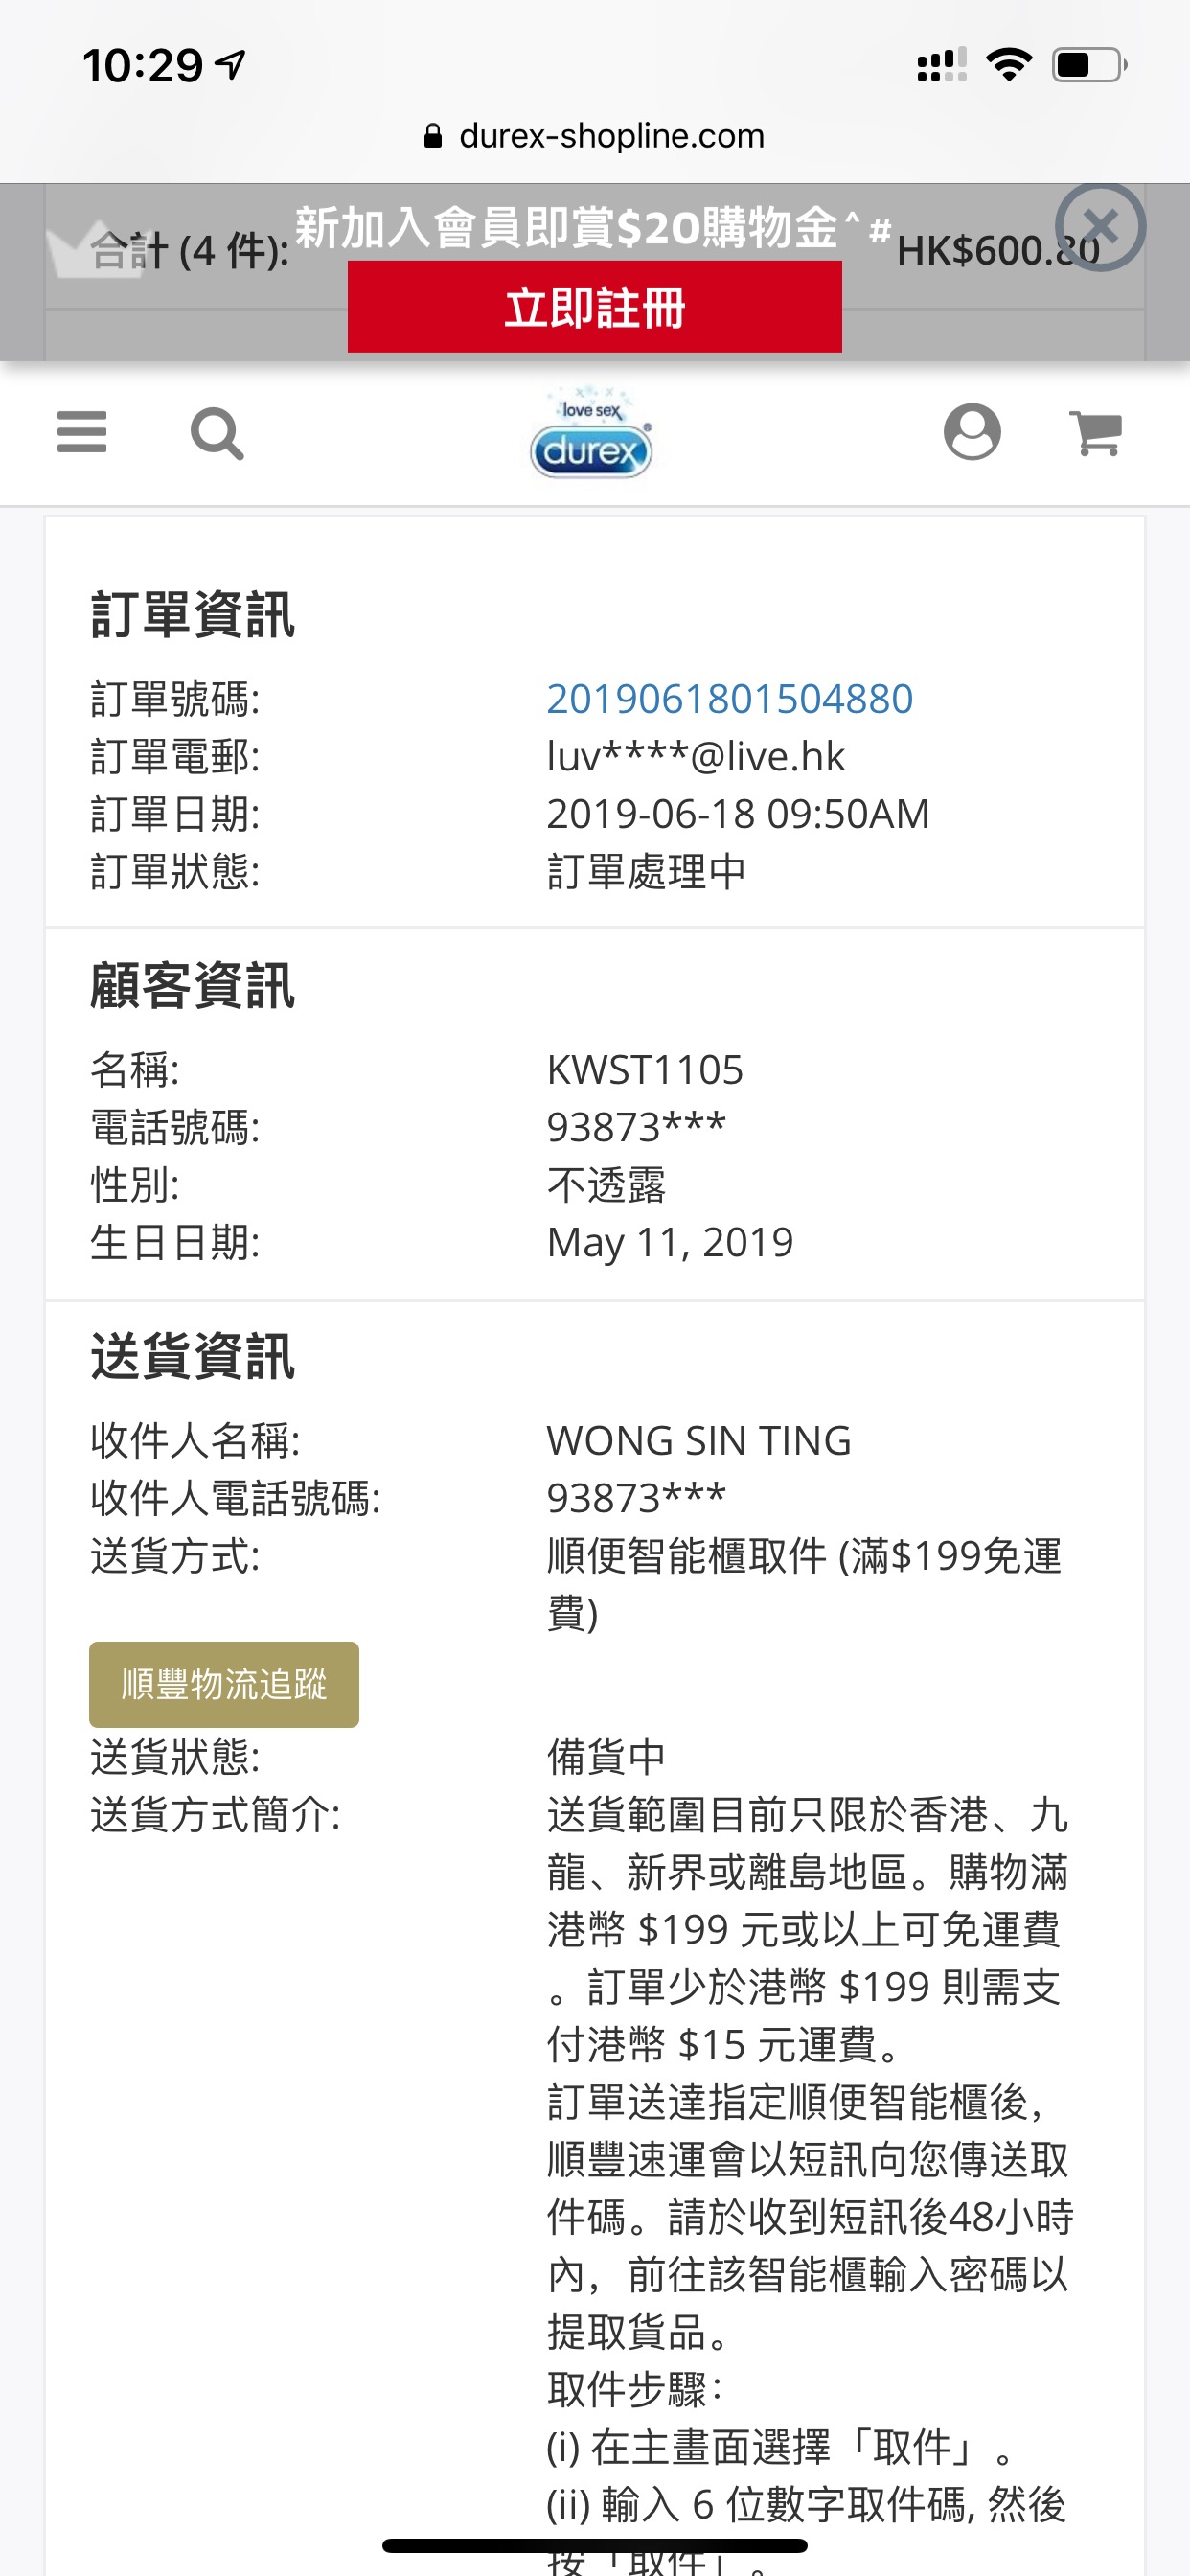 10:29
durex-shopline.com
新加入會員即賞$20購物金^#
合計 (4 件): HK$600.80
立即註冊
love sex
durex®
訂單資訊
訂單號碼: 2019061801504880
訂單電郵: luv****@live.hk
訂單日期: 2019-06-18 09:50AM
訂單狀態: 訂單處理中
顧客資訊
名稱: KWST1105
電話號碼: 93873***
性別: 不透露
生日日期: May 11, 2019
送貨資訊
收件人名稱: WONG SIN TING
收件人電話號碼: 93873***
送貨方式: 順便智能櫃取件 (滿$199免運
費)
順豐物流追蹤
送貨狀態: 備貨中
送貨方式簡介: 送貨範圍目前只限於香港、九
龍、新界或離島地區。購物滿
港幣 $199 元或以上可免運費
。訂單少於港幣 $199 則需支
付港幣 $15 元運費。
訂單送達指定順便智能櫃後，
順豐速運會以短訊向您傳送取
件碼。請於收到短訊後48小時
內，前往該智能櫃輸入密碼以
提取貨品。
取件步驟：
(i) 在主畫面選擇「取件」。
(ii) 輸入 6 位數字取件碼, 然後
按「取件」。